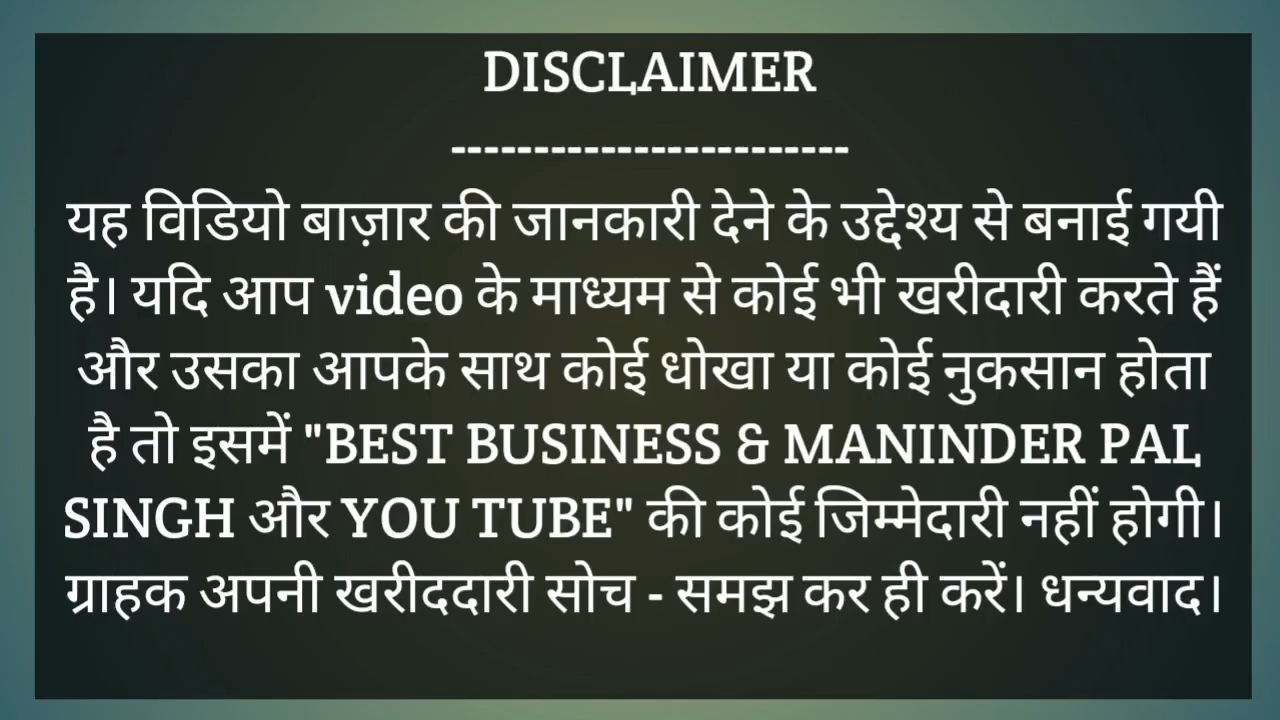 DISCLAIMER
------------------------
यह विडियो बाज़ार की जानकारी देने के उद्देश्य से बनाई गयी
है। यदि आप video के माध्यम से कोई भी खरीदारी करते हैं
और उसका आपके साथ कोई धोखा या कोई नुकसान होता
है तो इसमें "BEST BUSINESS & MANINDER PAL
SINGH और YOU TUBE" की कोई जिम्मेदारी नहीं होगी।
ग्राहक अपनी खरीददारी सोच - समझ कर ही करें। धन्यवाद।